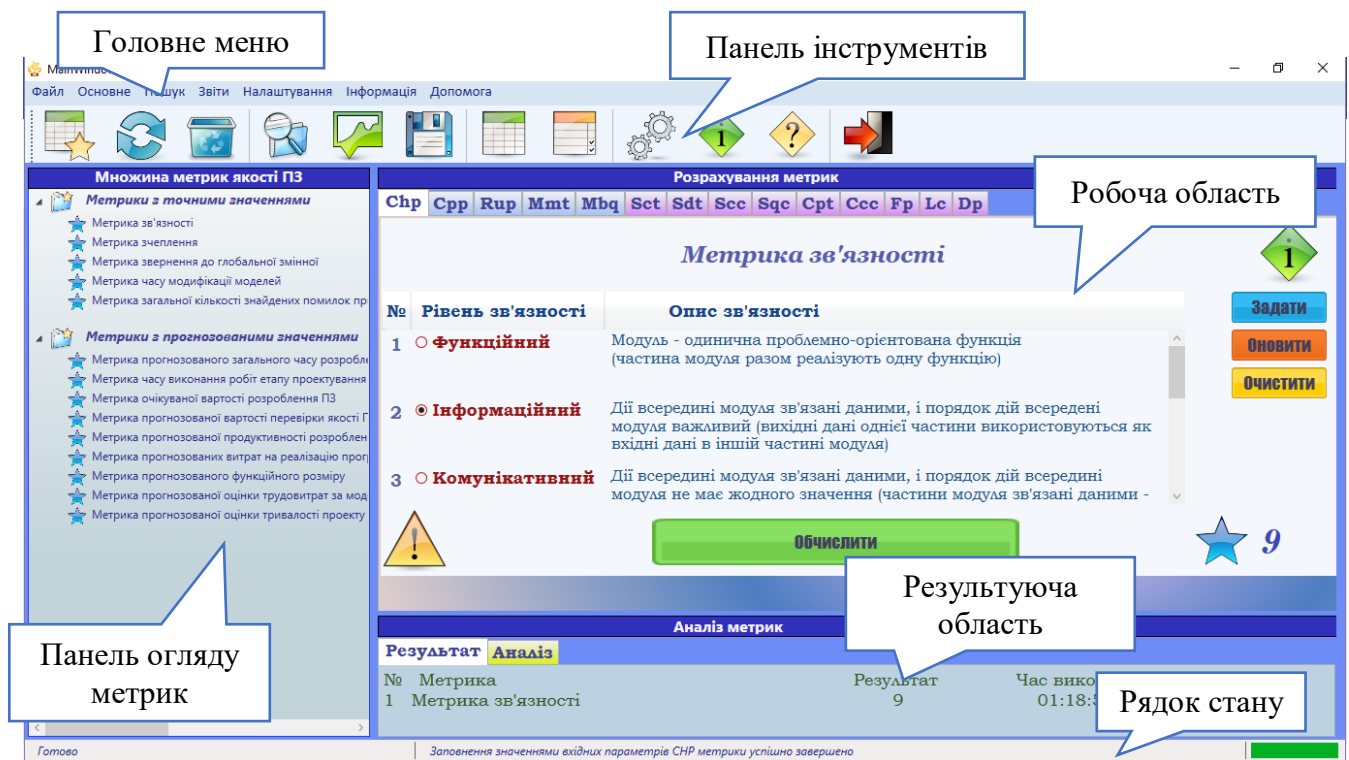 Головне меню
Панель інструментів
Файл Основне Пошук Звіти Налаштування Інформація Допомога
Множина метрик якості ПЗ
Метрики з точними значеннями
Метрика зв'язності
Метрика зчеплення
Метрика звернення до глобальної змінної
Метрика часу модифікації моделей
Метрика загальної кількості знайдених помилок пр
Метрики з прогнозованими значеннями
Метрика прогнозованого загального часу розробле
Метрика часу виконання робіт етапу проектування
Метрика очікуваної вартості розроблення ПЗ
Метрика прогнозованої вартості перевірки якості П
Метрика прогнозованої продуктивності розроблен
Метрика прогнозованих витрат на реалізацію прог
Метрика прогнозованого функційного розміру
Метрика прогнозованої оцінки трудовитрат за мод
Метрика прогнозованої оцінки тривалості проекту
Панель огляду
метрик
Розрахування метрик
Робоча область
Chp Cpp Rup Mmt Mbq Sct Sdt Scc Sqc Cpt Ccc Fp Lc Dp
Метрика зв'язності
i
№ Рівень зв'язності Опис зв'язності
Задати
Оновити
Очистити
1 Функційний Модуль - одинична проблемно-орієнтована функція
(частина модуля разом реалізують одну функцію)
2 Інформаційний Дії всередині модуля зв'язані даними, і порядок дій всередені
модуля важливий (вихідні дані однієї частини використовуються як
вхідні дані в іншій частині модуля)
3 Комунікативний Дії всередині модуля зв'язані даними, і порядок дій всередині
модуля не має жодного значення (частини модуля зв'язані даними -
Обчислити
9
Результуюча
область
Аналіз метрик
Результат Аналіз
№ Метрика Результат Час
1 Метрика зв'язності 9
Рядок стану
Готово Заповнення значеннями вхідних параметрів CHP метрики успішно завершено